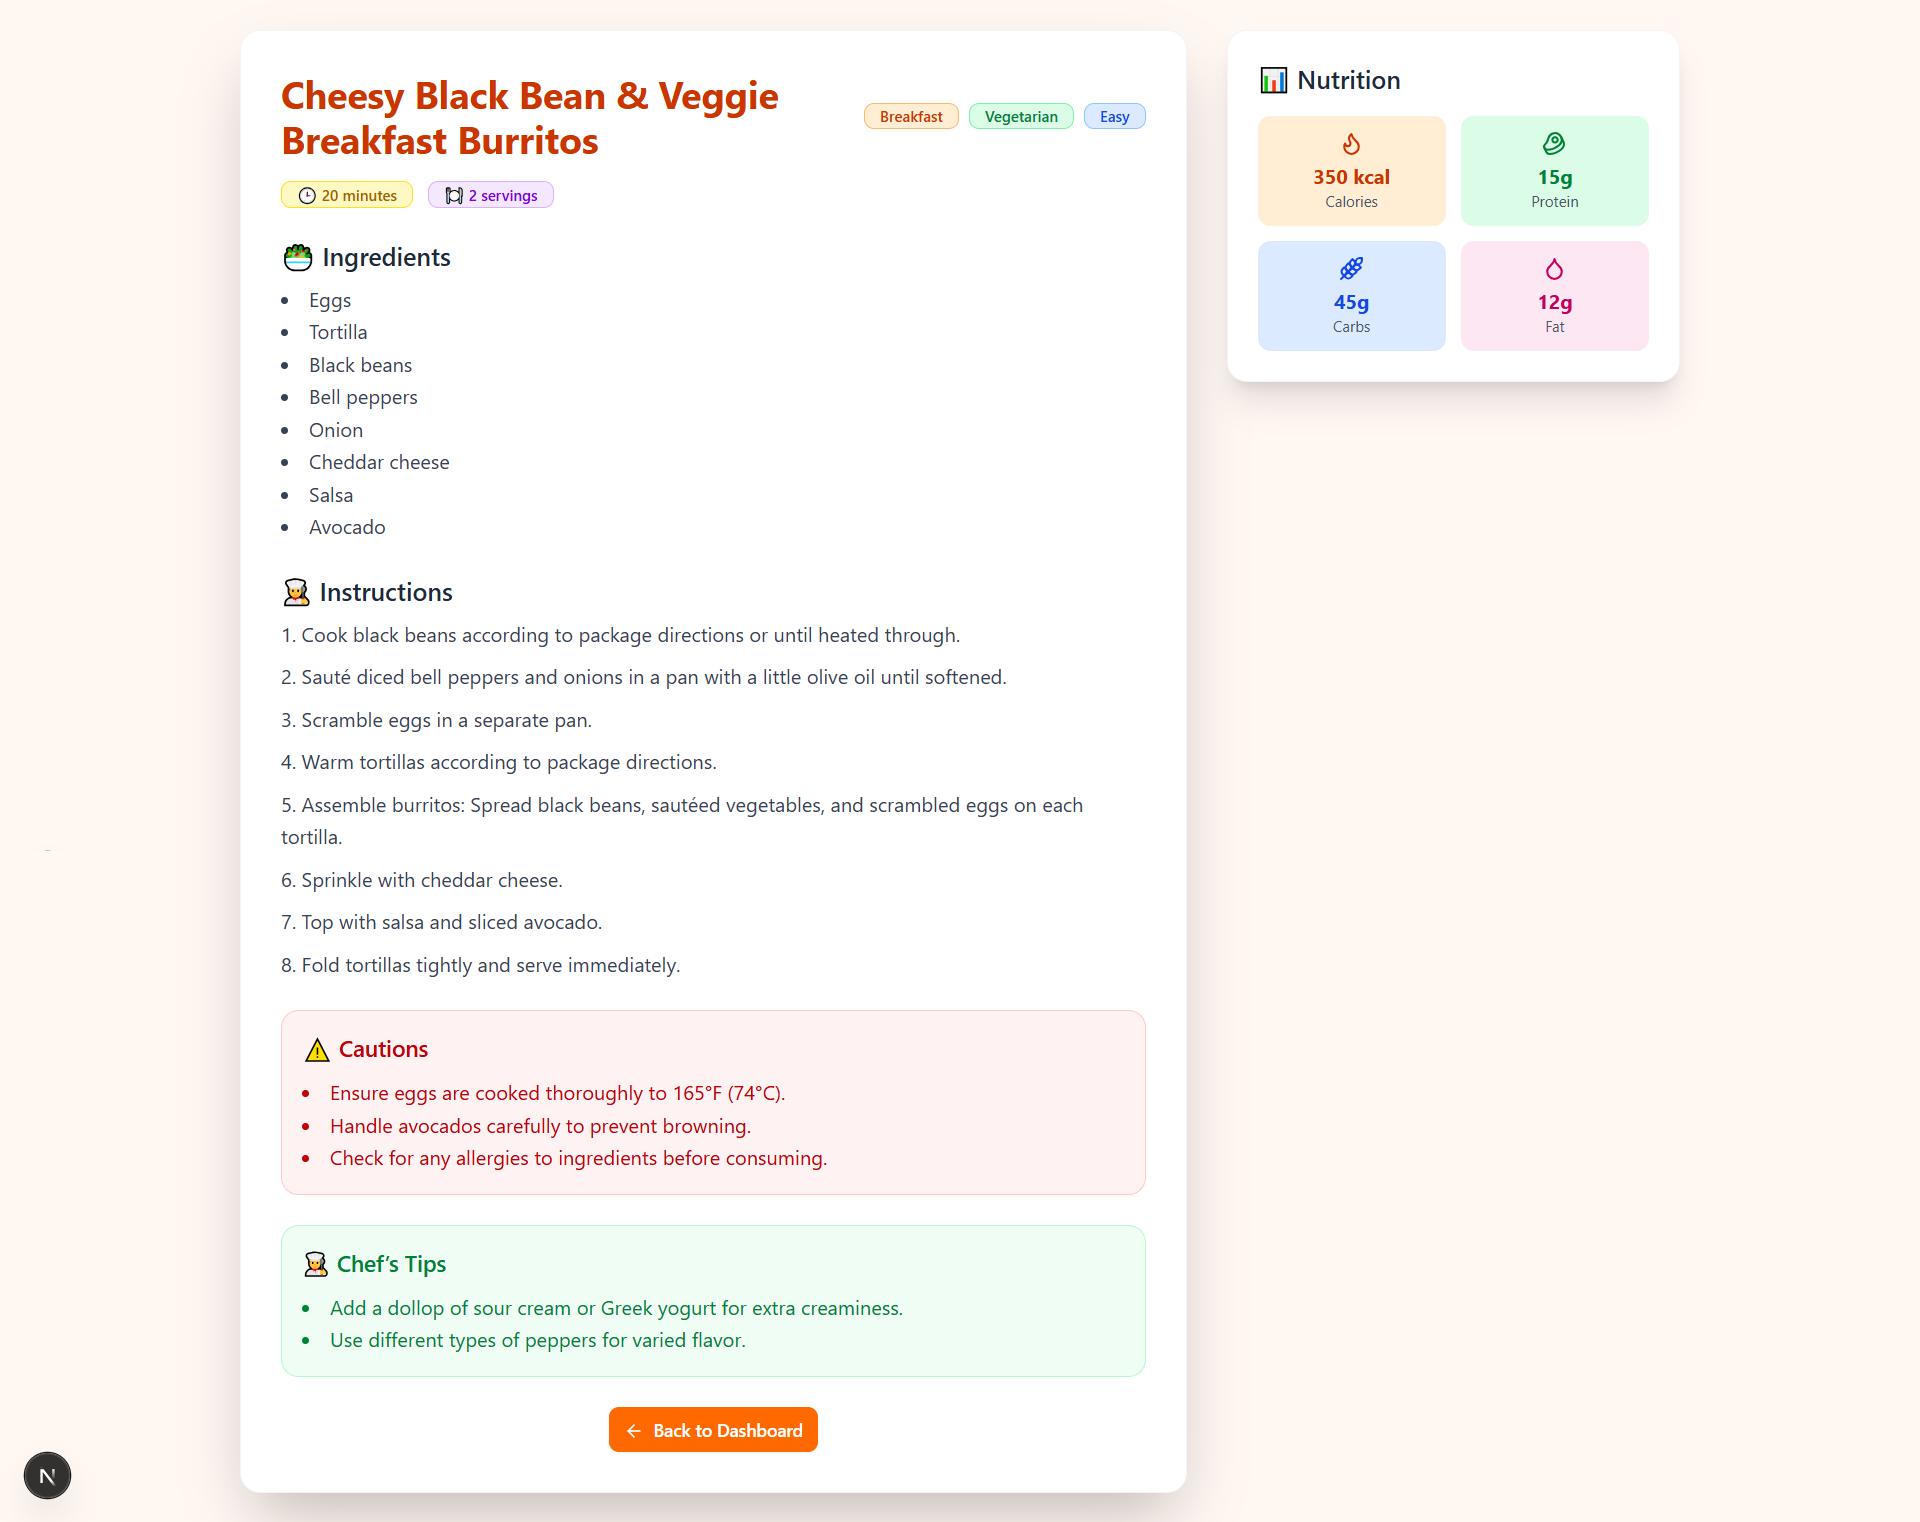 Cheesy Black Bean & Veggie
Breakfast Burritos
Breakfast
Vegetarian
Easy
20 minutes
2 servings
Ingredients
• Eggs
• Tortilla
• Black beans
• Bell peppers
• Onion
• Cheddar cheese
• Salsa
• Avocado
Instructions
1. Cook black beans according to package directions or until heated through.
2. Sauté diced bell peppers and onions in a pan with a little olive oil until softened.
3. Scramble eggs in a separate pan.
4. Warm tortillas according to package directions.
5. Assemble burritos: Spread black beans, sautéed vegetables, and scrambled eggs on each
tortilla.
6. Sprinkle with cheddar cheese.
7. Top with salsa and sliced avocado.
8. Fold tortillas tightly and serve immediately.
Cautions
• Ensure eggs are cooked thoroughly to 165°F (74°C).
• Handle avocados carefully to prevent browning.
• Check for any allergies to ingredients before consuming.
Chef’s Tips
• Add a dollop of sour cream or Greek yogurt for extra creaminess.
• Use different types of peppers for varied flavor.
← Back to Dashboard
N
Nutrition
350 kcal
Calories
15g
Protein
45g
Carbs
12g
Fat